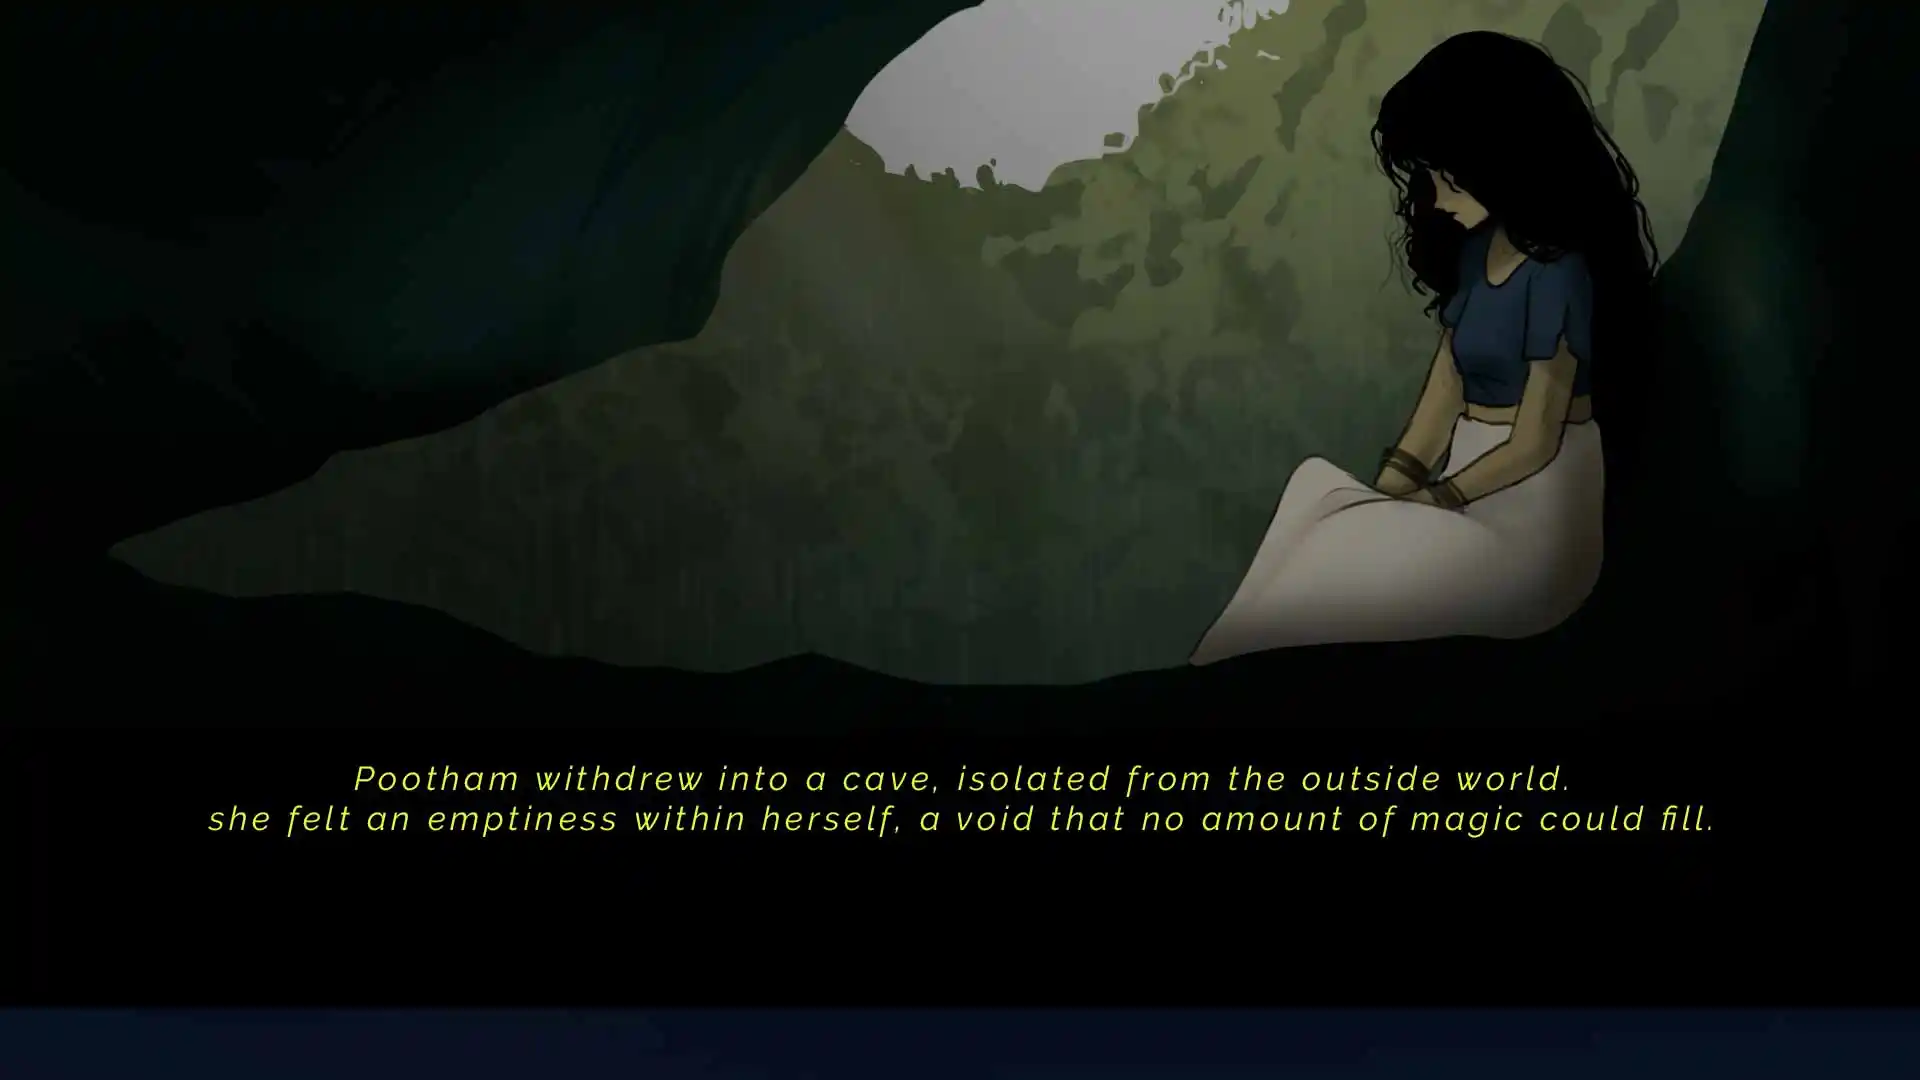 Pootham withdrew into a cave, isolated from the outside world.
she felt an emptiness within herself, a void that no amount of magic could fill.